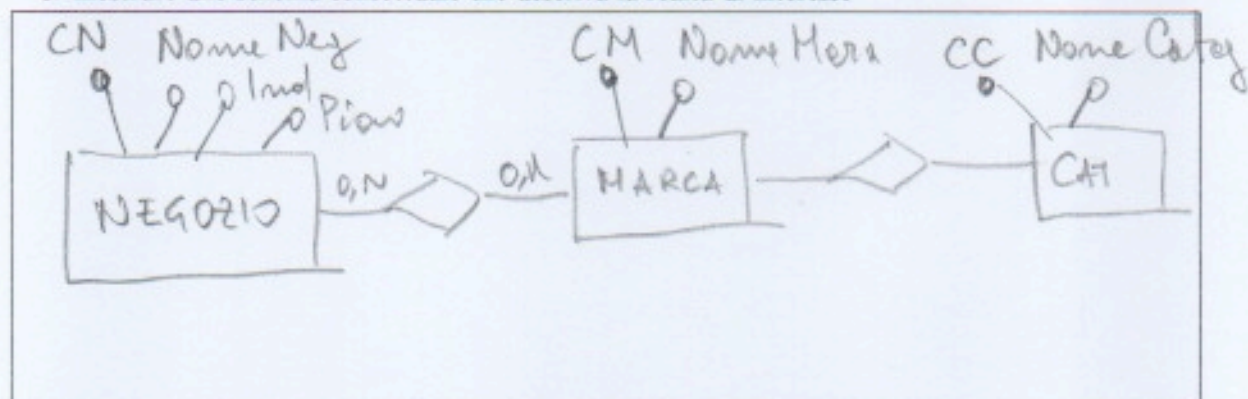 CN Nome Neg CM Nome Marca CC Nome Categ
Ind
Piano
0,N 0,N
NEGOZIO MARCA CAT